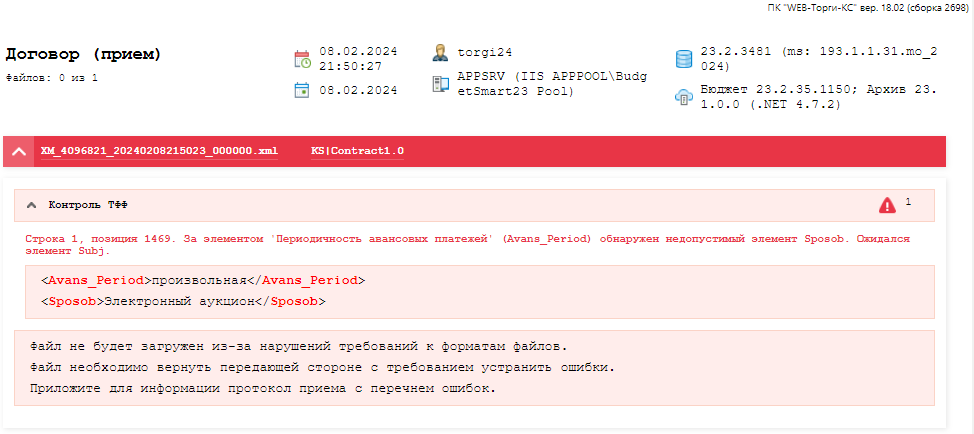 ПК "WEB-Торги-КС" вер. 18.02 (сборка 2698)
Договор (прием)
Файлов: 0 из 1
08.02.2024
21:50:27
08.02.2024
torgi24
APPSRV (IIS APPPOOL\Budg
etSmart23 Pool)
23.2.3481 (ms: 193.1.1.31.mo_2
024)
Бюджет 23.2.35.1150; Архив 23.
1.0.0 (.NET 4.7.2)
XM_4096821_20240208215023_000000.xml KS|Contract1.0
Контроль ТФФ 1
Строка 1, позиция 1469. За элементом 'Периодичность авансовых платежей' (Avans_Period) обнаружен недопустимый элемент Sposob. Ожидался
элемент Subj.
<Avans_Period>произвольная</Avans_Period>
<Sposob>Электронный аукцион</Sposob>
Файл не будет загружен из-за нарушений требований к форматам файлов.
Файл необходимо вернуть передающей стороне с требованием устранить ошибки.
Приложите для информации протокол приема с перечнем ошибок.